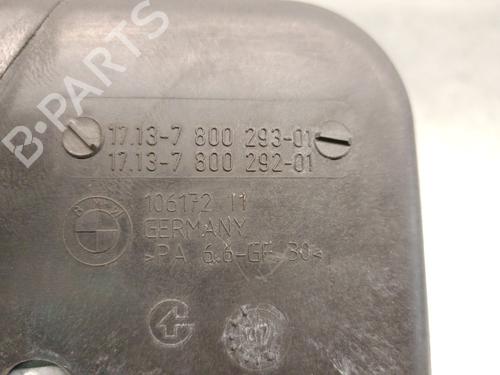 B-PARTS
17.13-7 800 293-01
17.13-7 800 292-01
106172 11
GERMANY
>PA 6.6-GF 30<